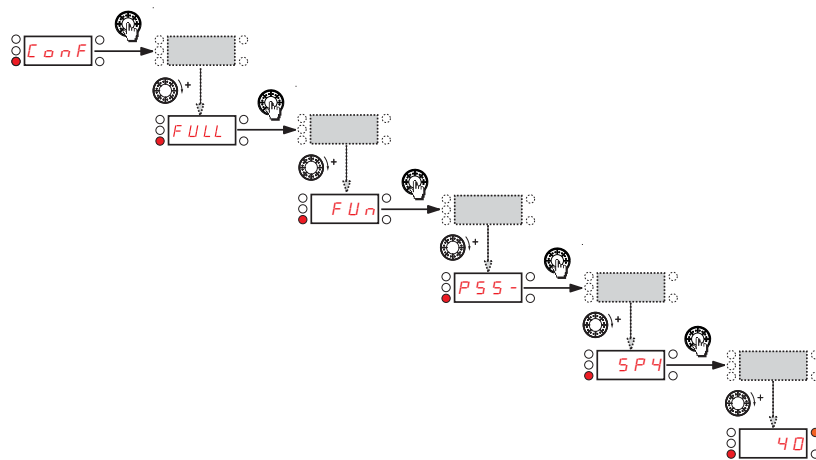 ConF
+
FULL
+
FUn
+
PSS-
+
SP4
+
40